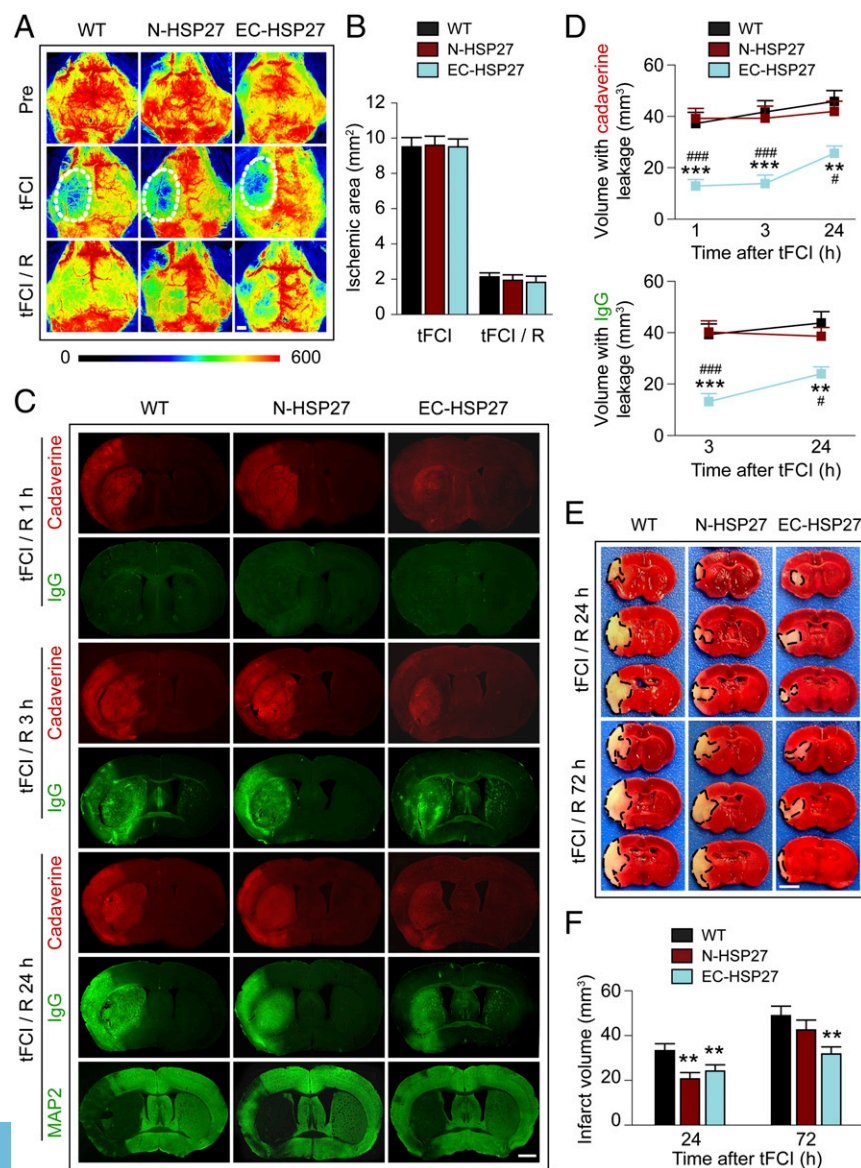 A
WT N-HSP27 EC-HSP27
Pre
tFCI
tFCI / R
0 600
B
WT
N-HSP27
EC-HSP27
Ischemic area (mm²)
12
10
8
6
4
2
0
tFCI tFCI / R
C
WT N-HSP27 EC-HSP27
tFCI / R 1 h
Cadaverine
IgG
tFCI / R 3 h
Cadaverine
IgG
tFCI / R 24 h
Cadaverine
IgG
MAP2
D
WT
N-HSP27
EC-HSP27
Volume with cadaverine
leakage (mm³)
60
40
20
0
###
***
###
***
**
#
1 3 24
Time after tFCI (h)
Volume with IgG
leakage (mm³)
60
40
20
0
###
***
**
#
3 24
Time after tFCI (h)
E
WT N-HSP27 EC-HSP27
tFCI / R 24 h
tFCI / R 72 h
F
WT
N-HSP27
EC-HSP27
Infarct volume (mm³)
60
40
20
0
** ** **
24 72
Time after tFCI (h)